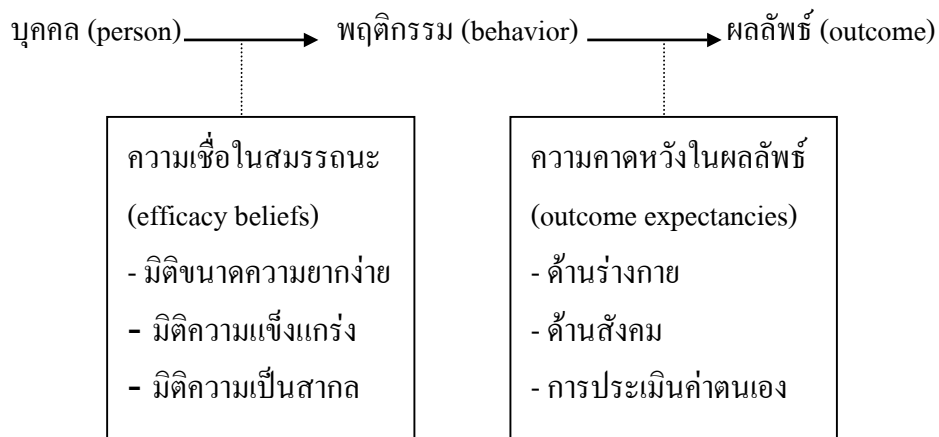 บุคคล (person) พฤติกรรม (behavior) ผลลัพธ์ (outcome)
ความเชื่อในสมรรถนะ
(efficacy beliefs)
- มิติขนาดความยากง่าย
- มิติความแข็งแกร่ง
- มิติความเป็นสากล
ความคาดหวังในผลลัพธ์
(outcome expectancies)
- ด้านร่างกาย
- ด้านสังคม
- การประเมินค่าตนเอง